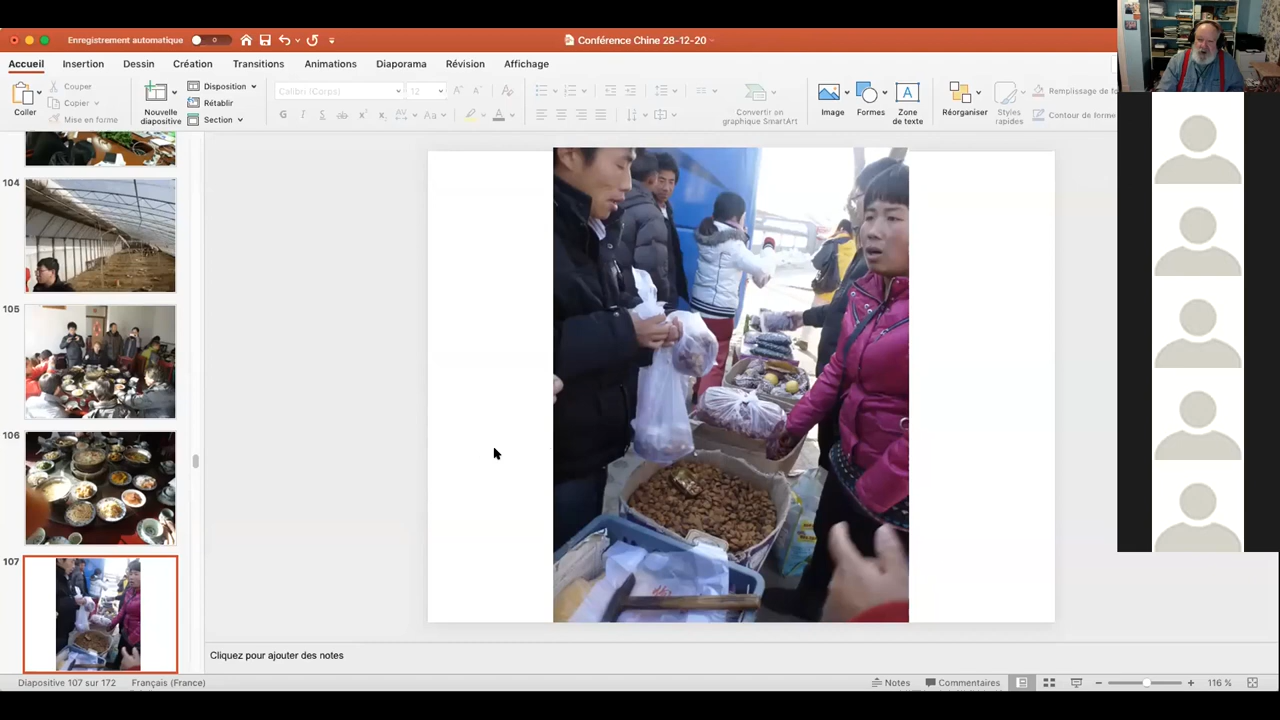 Enregistrement automatique
Conférence Chine 28-12-20
Accueil Insertion Dessin Création Transitions Animations Diaporama Révision Affichage
Coller
Couper
Copier
Mise en forme
Nouvelle
diapositive
Disposition
Rétablir
Section
Calibri (Corps) 12
Convertir en
graphique SmartArt
Image
Formes
Zone
de texte
Réorganiser
Styles
rapides
Remplissage de fo
Contour de forme
104
105
106
107
Cliquez pour ajouter des notes
Diapositive 107 sur 172 Français (France) Notes Commentaires 116 %